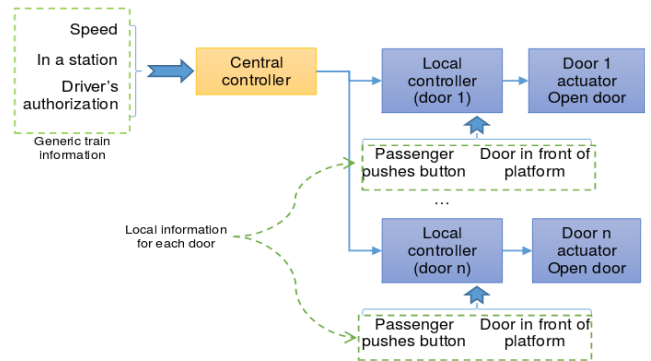 Speed
In a station
Driver's
authorization
Generic train
information
Central
controller
Local
controller
(door 1)
Door 1
actuator
Open door
Passenger
pushes button
Door in front of
platform
...
Local information
for each door
Local
controller
(door n)
Door n
actuator
Open door
Passenger
pushes button
Door in front of
platform